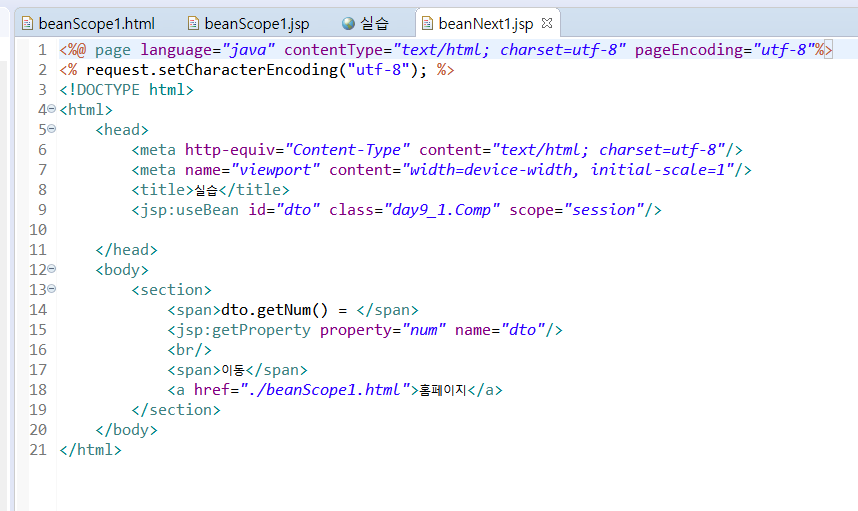 beanScope1.html beanScope1.jsp 실습 beanNext1.jsp
1 <%@ page language="java" contentType="text/html; charset=utf-8" pageEncoding="utf-8"%>
2 <% request.setCharacterEncoding("utf-8"); %>
3 <!DOCTYPE html>
4 <html>
5 <head>
6 <meta http-equiv="Content-Type" content="text/html; charset=utf-8"/>
7 <meta name="viewport" content="width=device-width, initial-scale=1"/>
8 <title>실습</title>
9 <jsp:useBean id="dto" class="day9_1.Comp" scope="session"/>
10
11 </head>
12 <body>
13 <section>
14 <span>dto.getNum() = </span>
15 <jsp:getProperty property="num" name="dto"/>
16 <br/>
17 <span>이동</span>
18 <a href="./beanScope1.html">홈페이지</a>
19 </section>
20 </body>
21 </html>